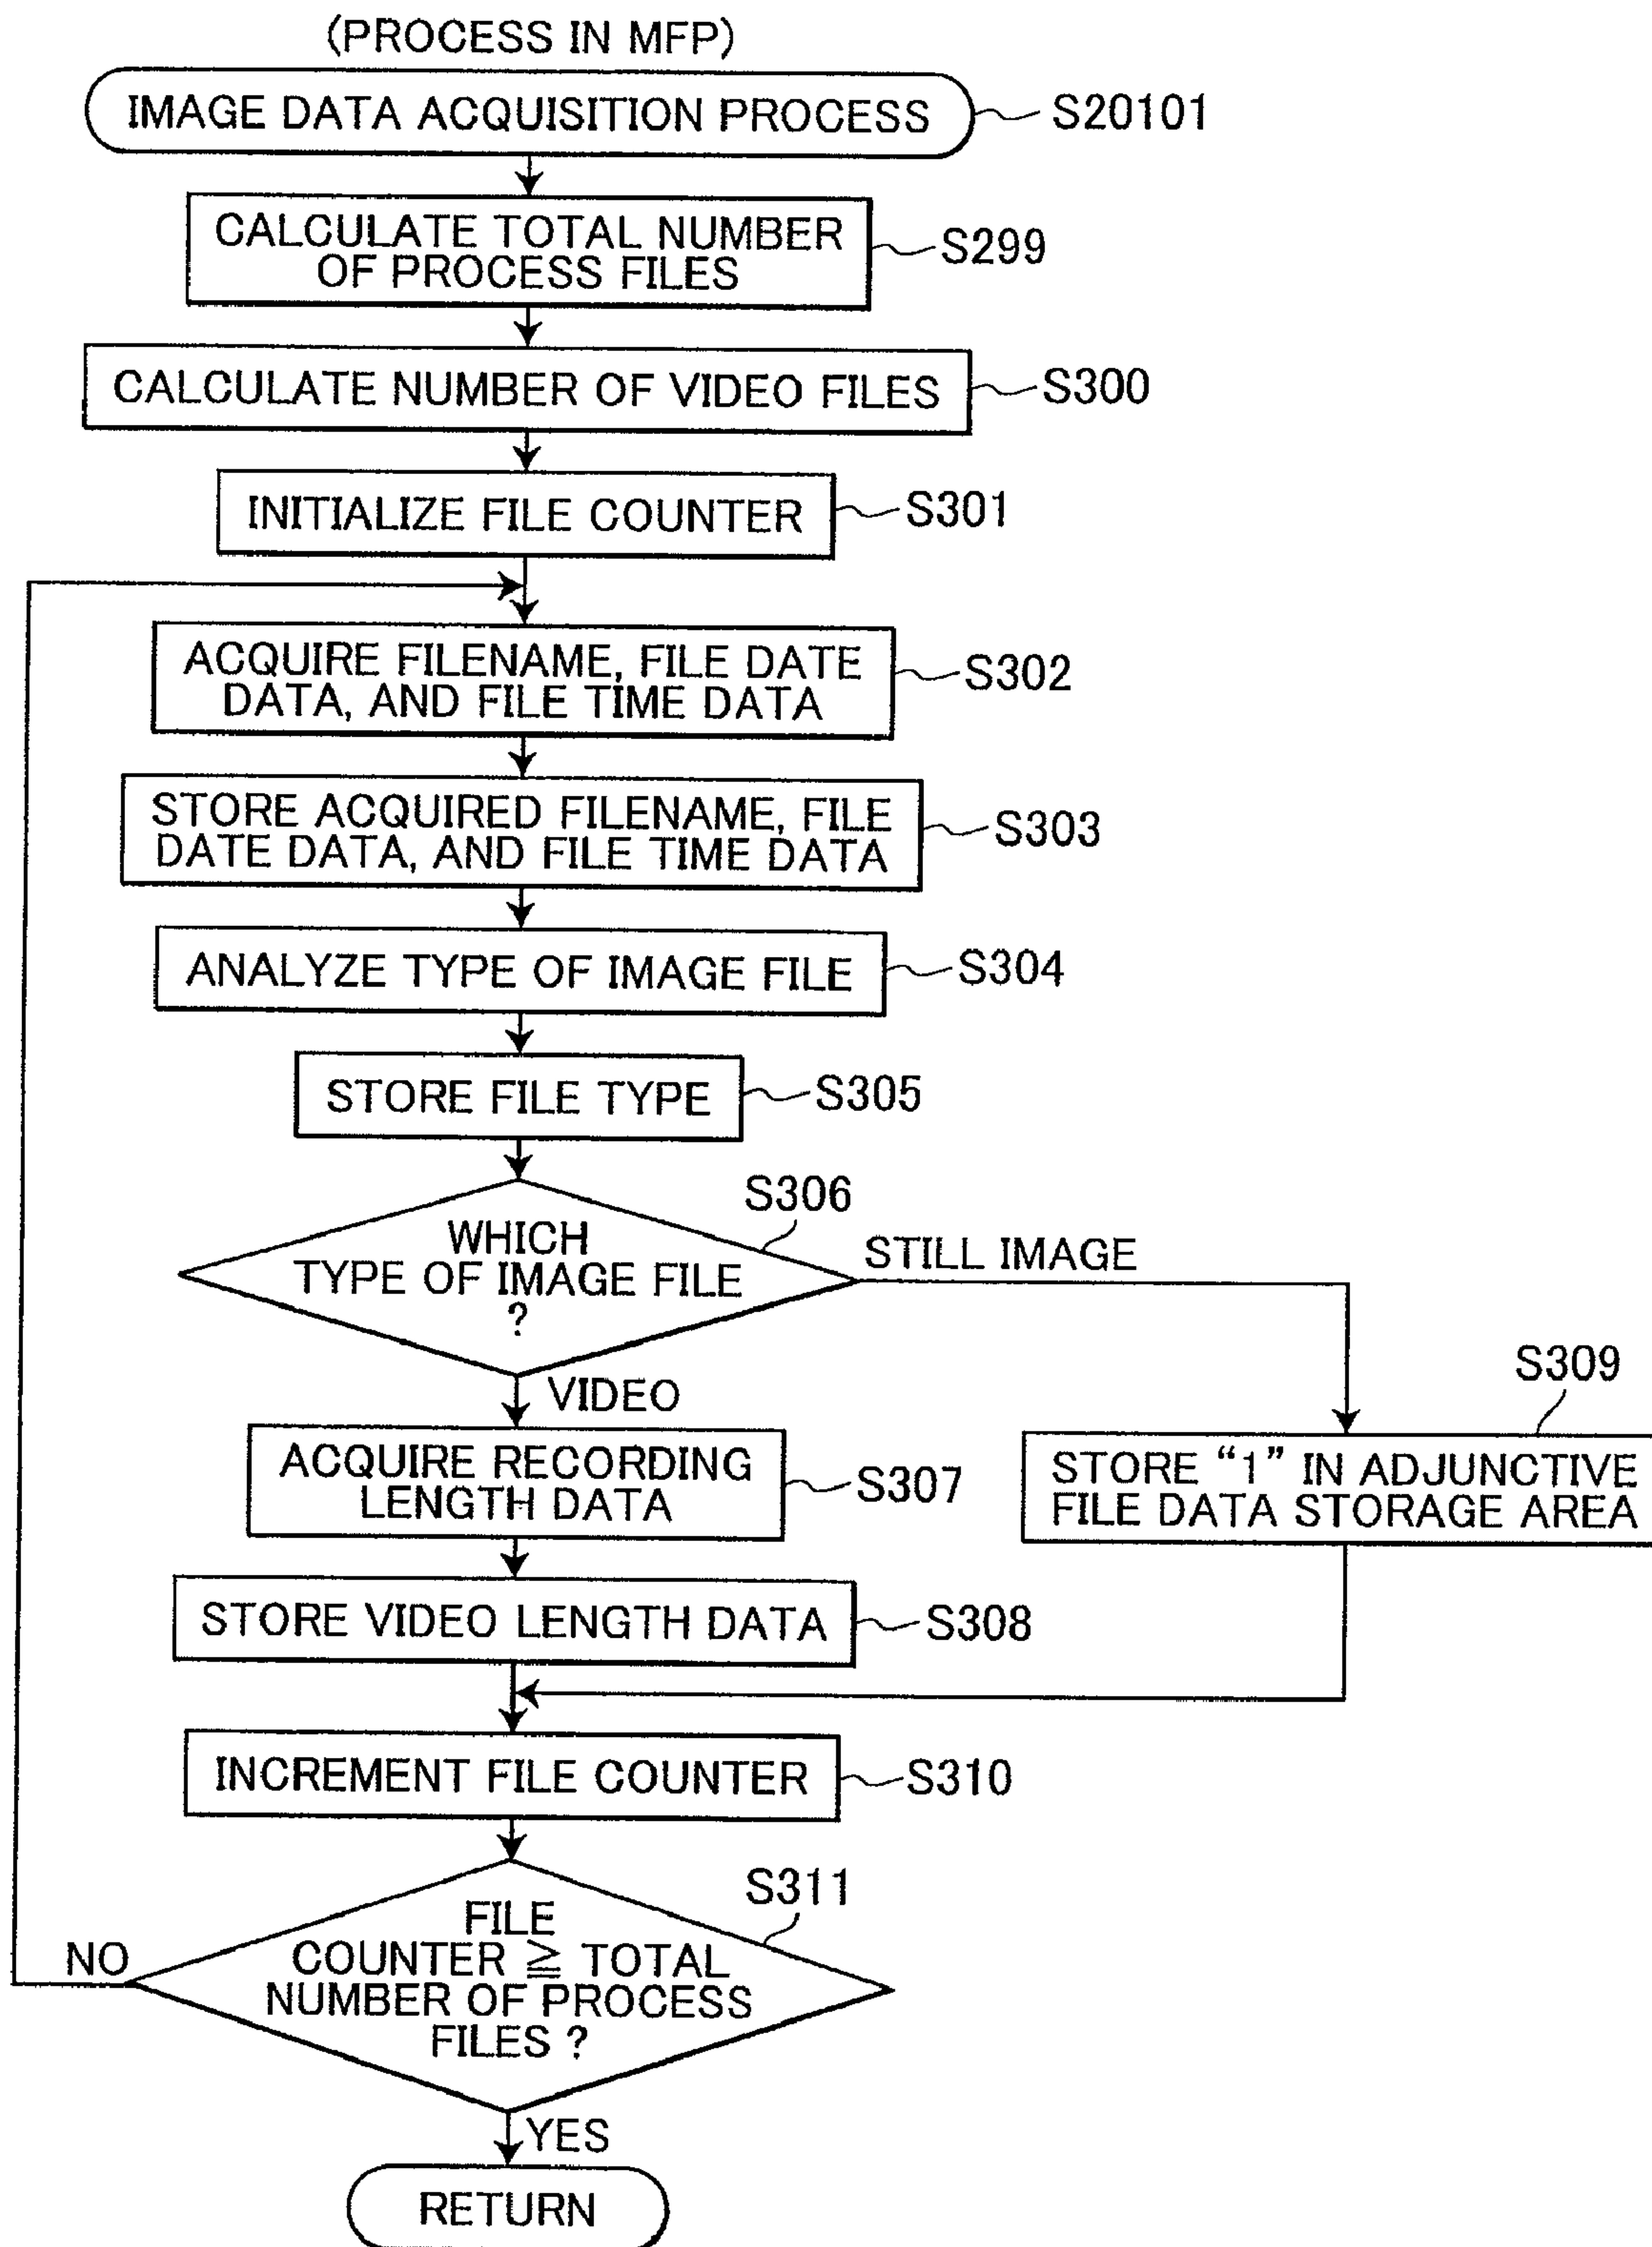 (PROCESS IN MFP)
IMAGE DATA ACQUISITION PROCESS
S20101
CALCULATE TOTAL NUMBER
OF PROCESS FILES
S299
CALCULATE NUMBER OF VIDEO FILES
S300
INITIALIZE FILE COUNTER
S301
ACQUIRE FILENAME, FILE DATE
DATA, AND FILE TIME DATA
S302
STORE ACQUIRED FILENAME, FILE
DATE DATA, AND FILE TIME DATA
S303
ANALYZE TYPE OF IMAGE FILE
S304
STORE FILE TYPE
S305
S306
WHICH
TYPE OF IMAGE FILE
?
STILL IMAGE
VIDEO
S309
STORE “1” IN ADJUNCTIVE
FILE DATA STORAGE AREA
ACQUIRE RECORDING
LENGTH DATA
S307
STORE VIDEO LENGTH DATA
S308
INCREMENT FILE COUNTER
S310
S311
FILE
COUNTER ≧ TOTAL
NUMBER OF PROCESS
FILES ?
NO
YES
RETURN